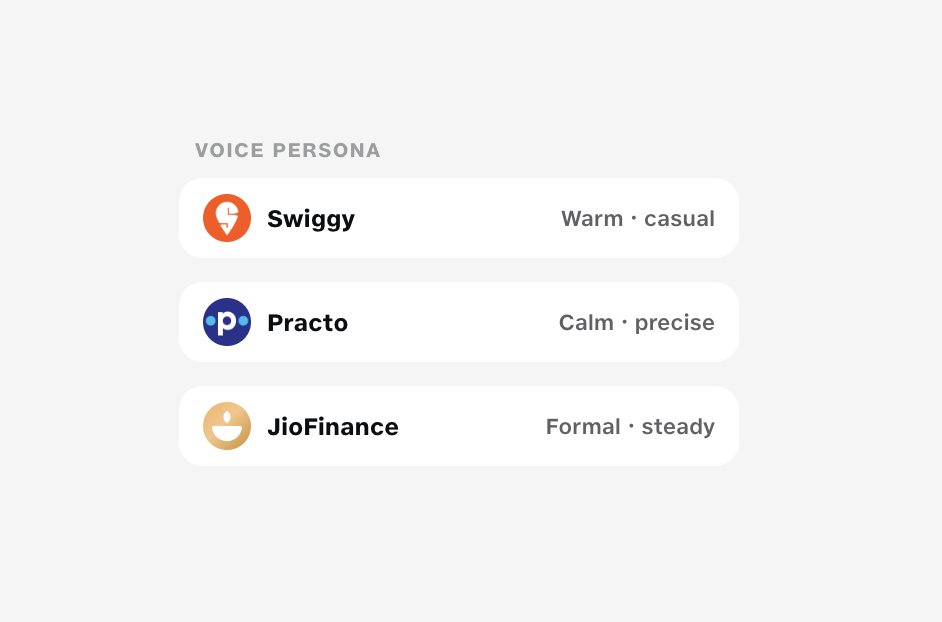 VOICE PERSONA
Swiggy Warm · casual
p
Practo Calm · precise
JioFinance Formal · steady